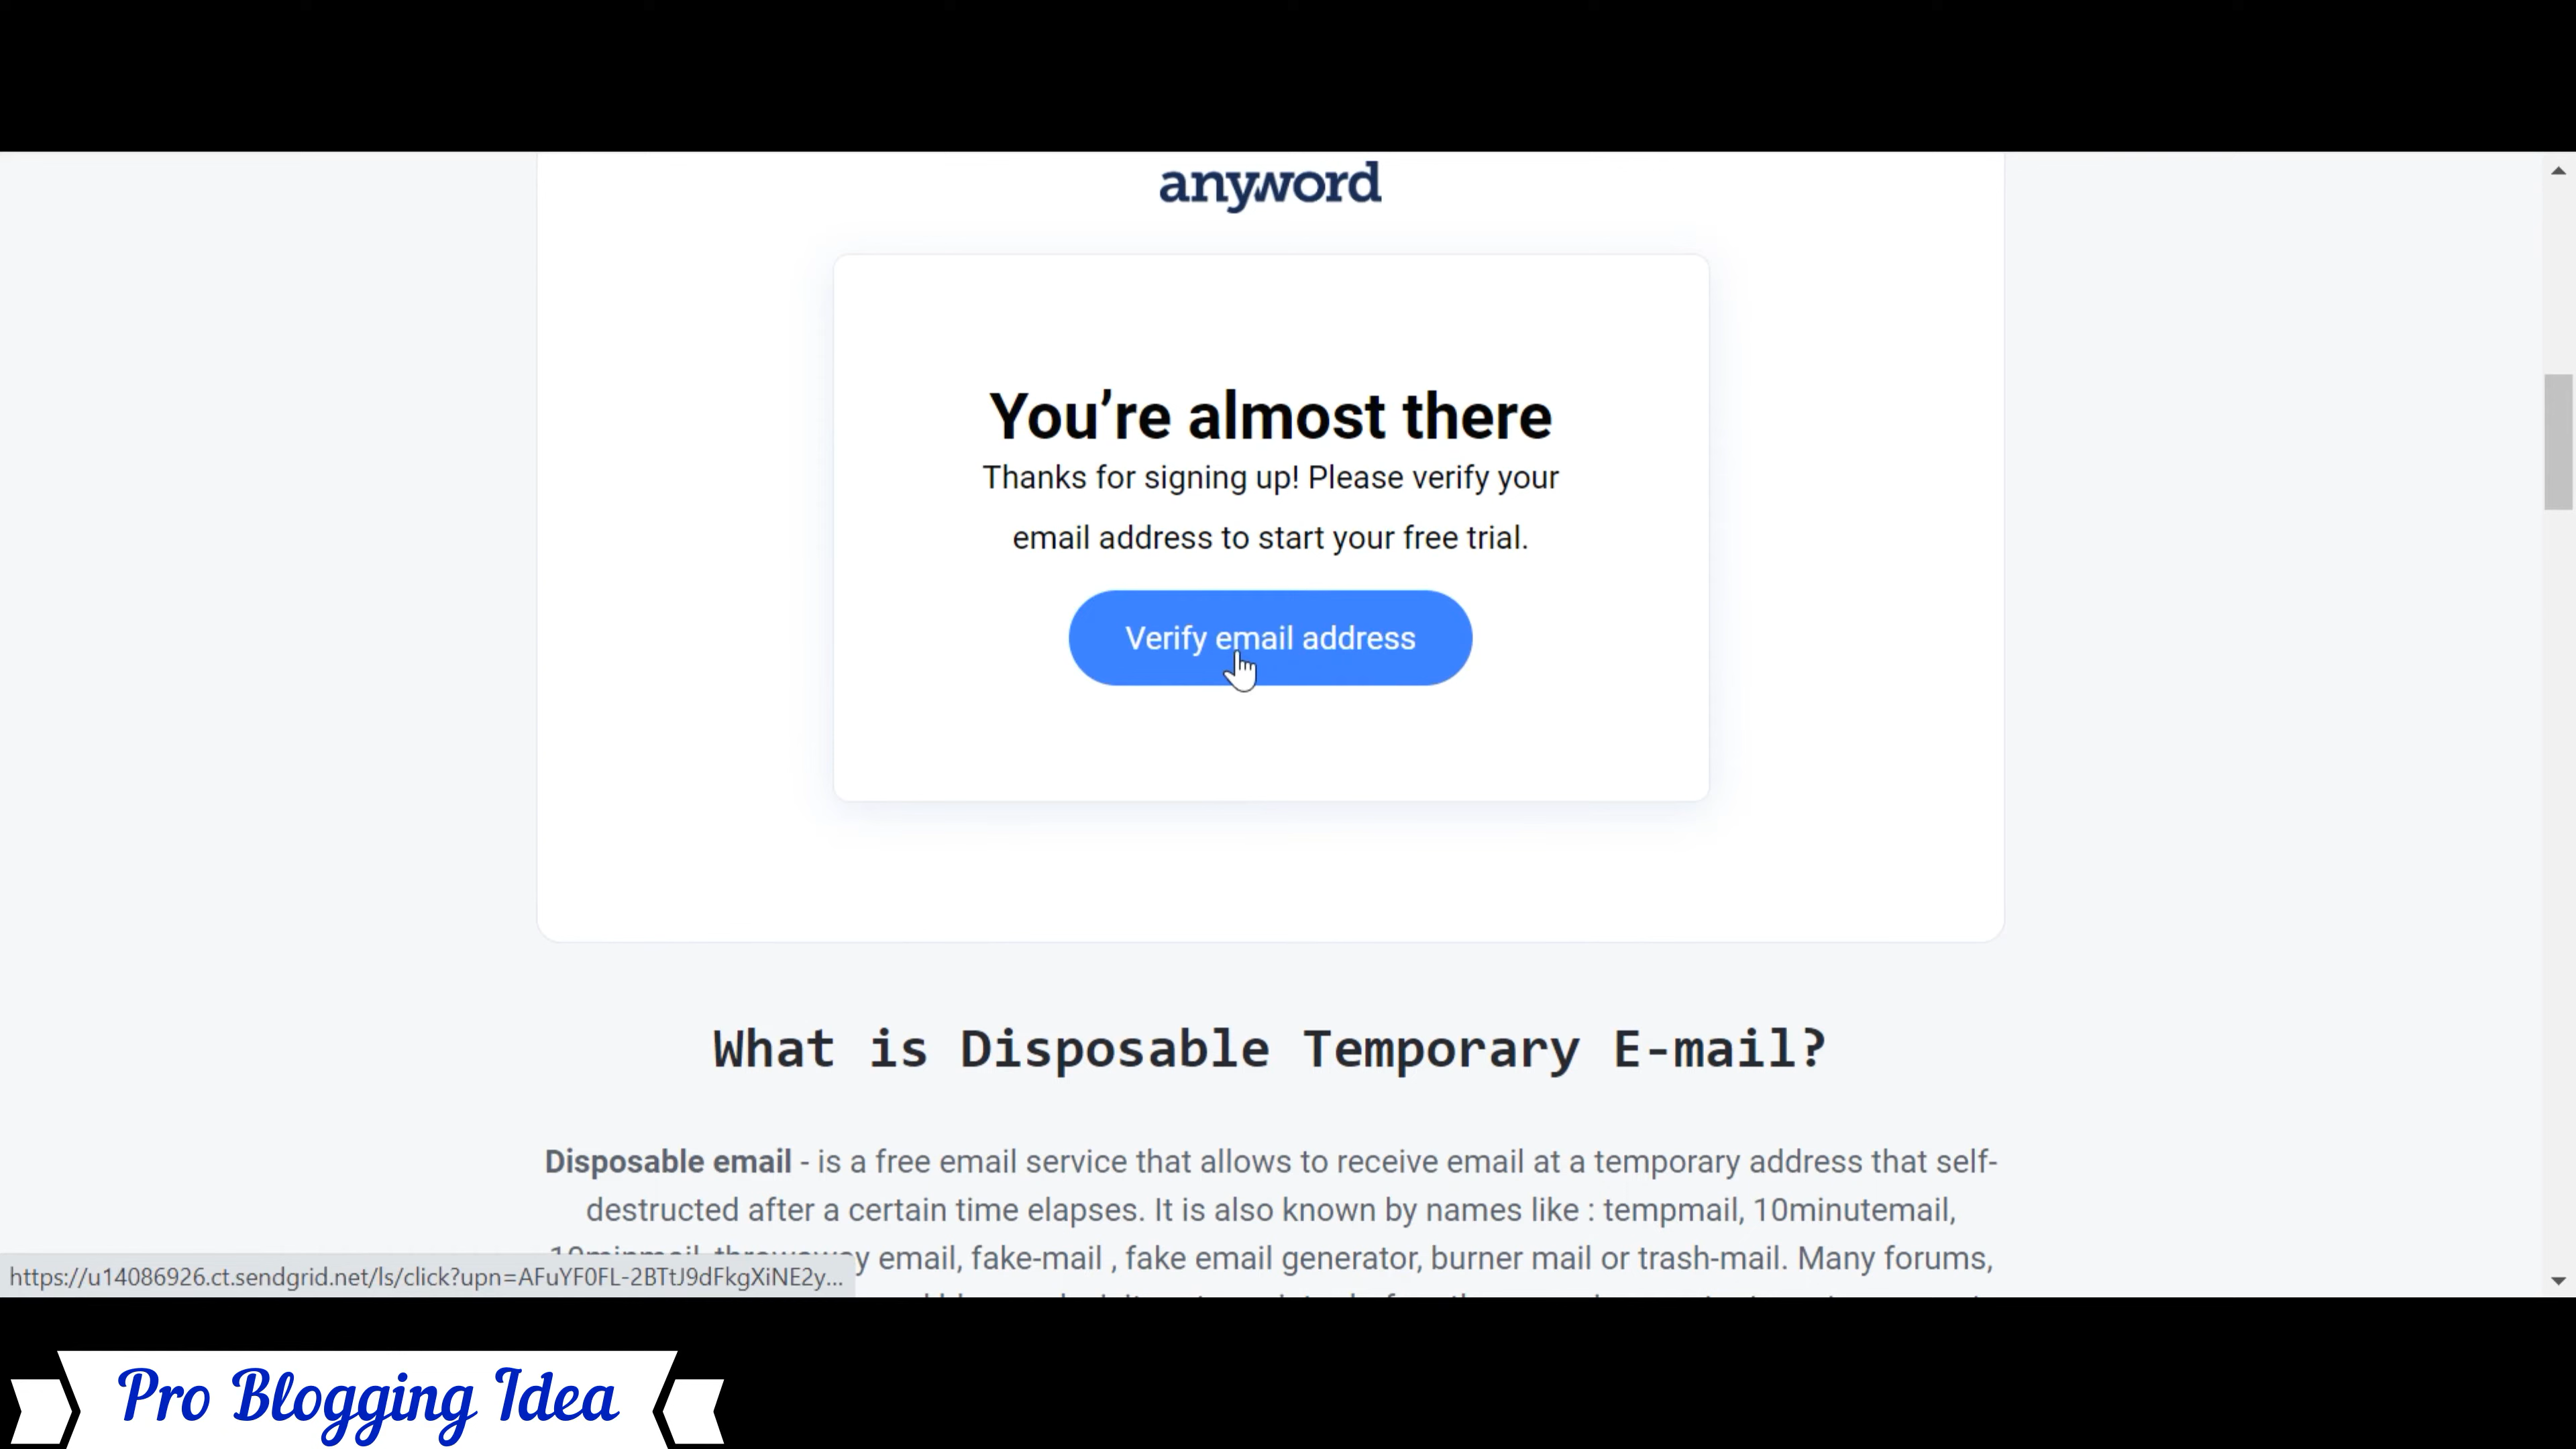 anyword
You’re almost there
Thanks for signing up! Please verify your
email address to start your free trial.
Verify email address
What is Disposable Temporary E-mail?
Disposable email - is a free email service that allows to receive email at a temporary address that self-
destructed after a certain time elapses. It is also known by names like : tempmail, 10minutemail,
email, fake-mail , fake email generator, burner mail or trash-mail. Many forums,
https://u14086926.ct.sendgrid.net/ls/click?upn=AFuYF0FL-2BTtJ9dFkgXiNE2y...
Pro Blogging Idea